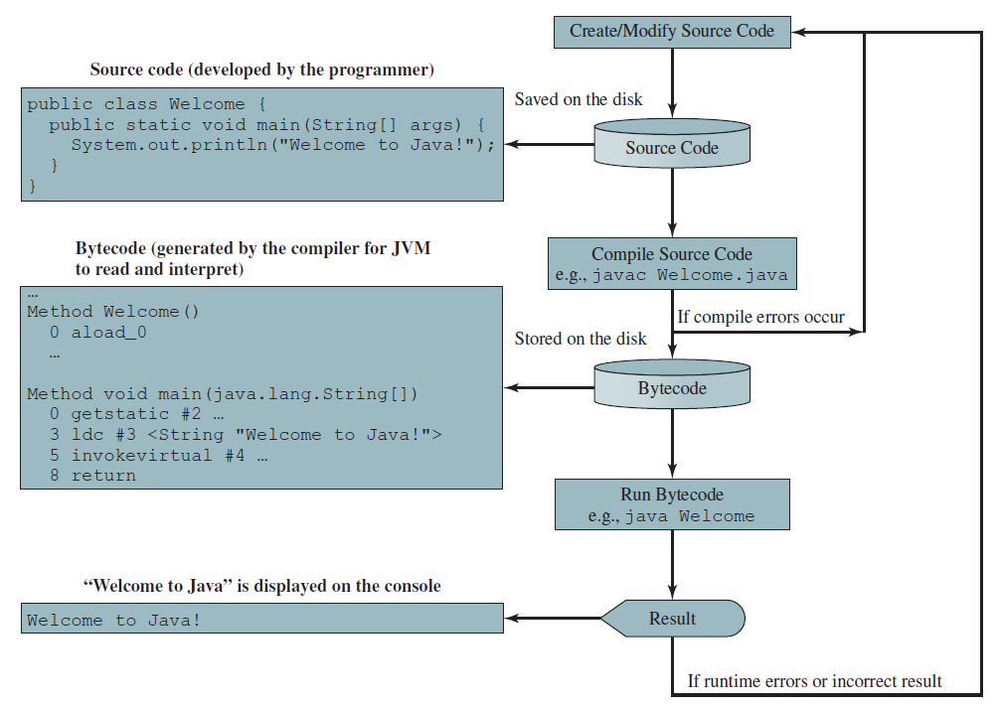 Create/Modify Source Code
Source code (developed by the programmer)
public class Welcome {
  public static void main(String[] args) {
    System.out.println("Welcome to Java!");
  }
}
Saved on the disk
Source Code
Compile Source Code
e.g., javac Welcome.java
If compile errors occur
Bytecode (generated by the compiler for JVM
to read and interpret)
…
Method Welcome()
  0 aload_0
  …
Method void main(java.lang.String[])
  0 getstatic #2 …
  3 ldc #3 <String "Welcome to Java!">
  5 invokevirtual #4 …
  8 return
Stored on the disk
Bytecode
Run Bytecode
e.g., java Welcome
“Welcome to Java” is displayed on the console
Welcome to Java!
Result
If runtime errors or incorrect result